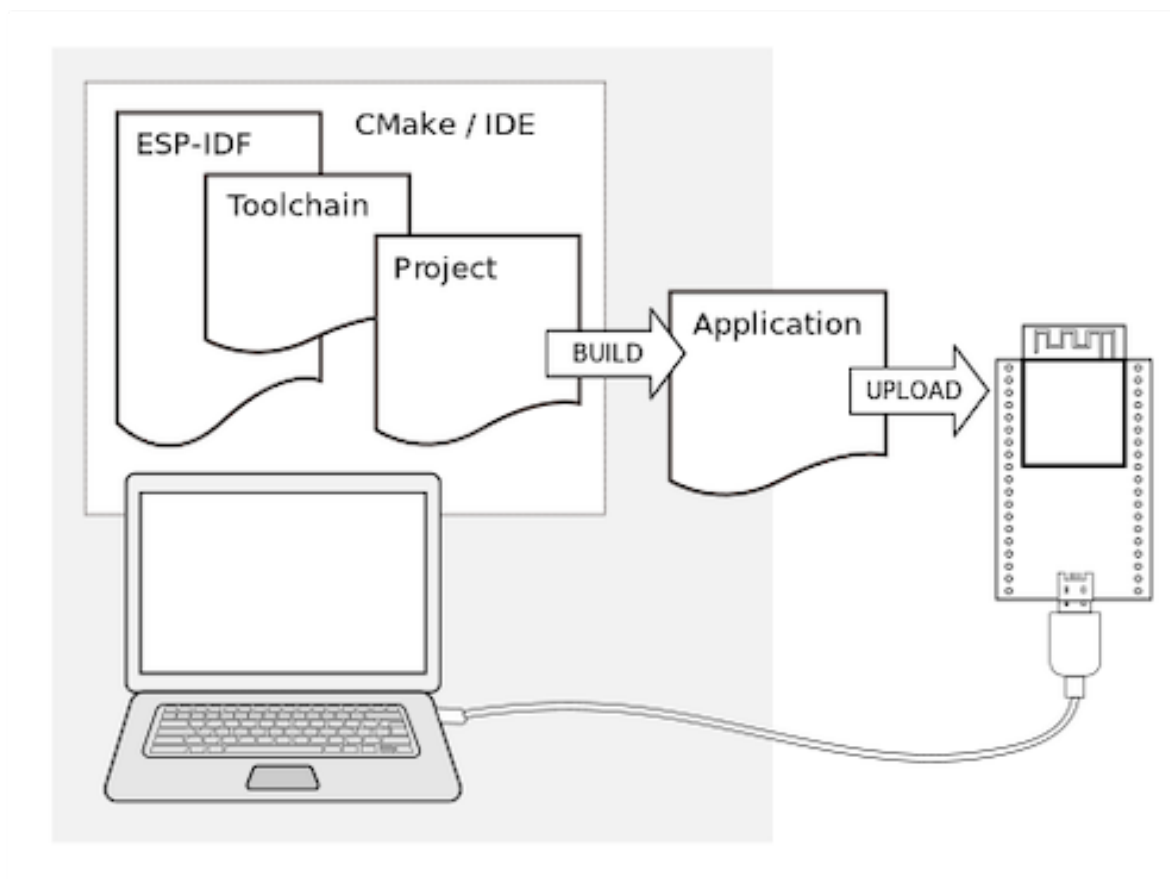 ESP-IDF
CMake / IDE
Toolchain
Project
BUILD
Application
UPLOAD